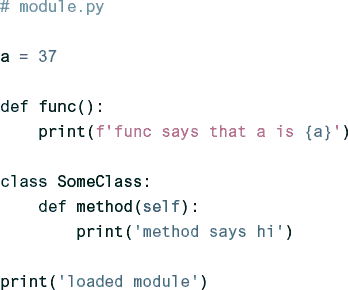 # module.py

a = 37

def func():
    print(f'func says that a is {a}')

class SomeClass:
    def method(self):
        print('method says hi')

print('loaded module')